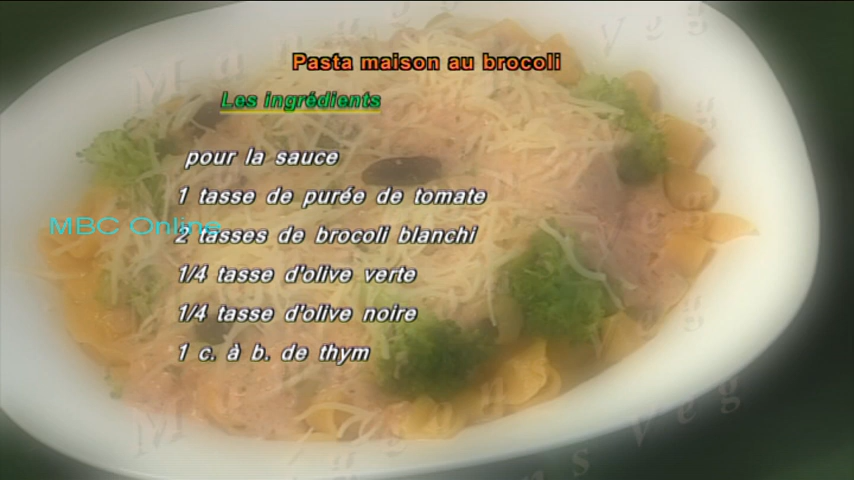 Pasta maison au brocoli
Les ingrédients
pour la sauce
1 tasse de purée de tomate
MBC Online
2 tasses de brocoli blanchi
1/4 tasse d'olive verte
1/4 tasse d'olive noire
1 c. à b. de thym